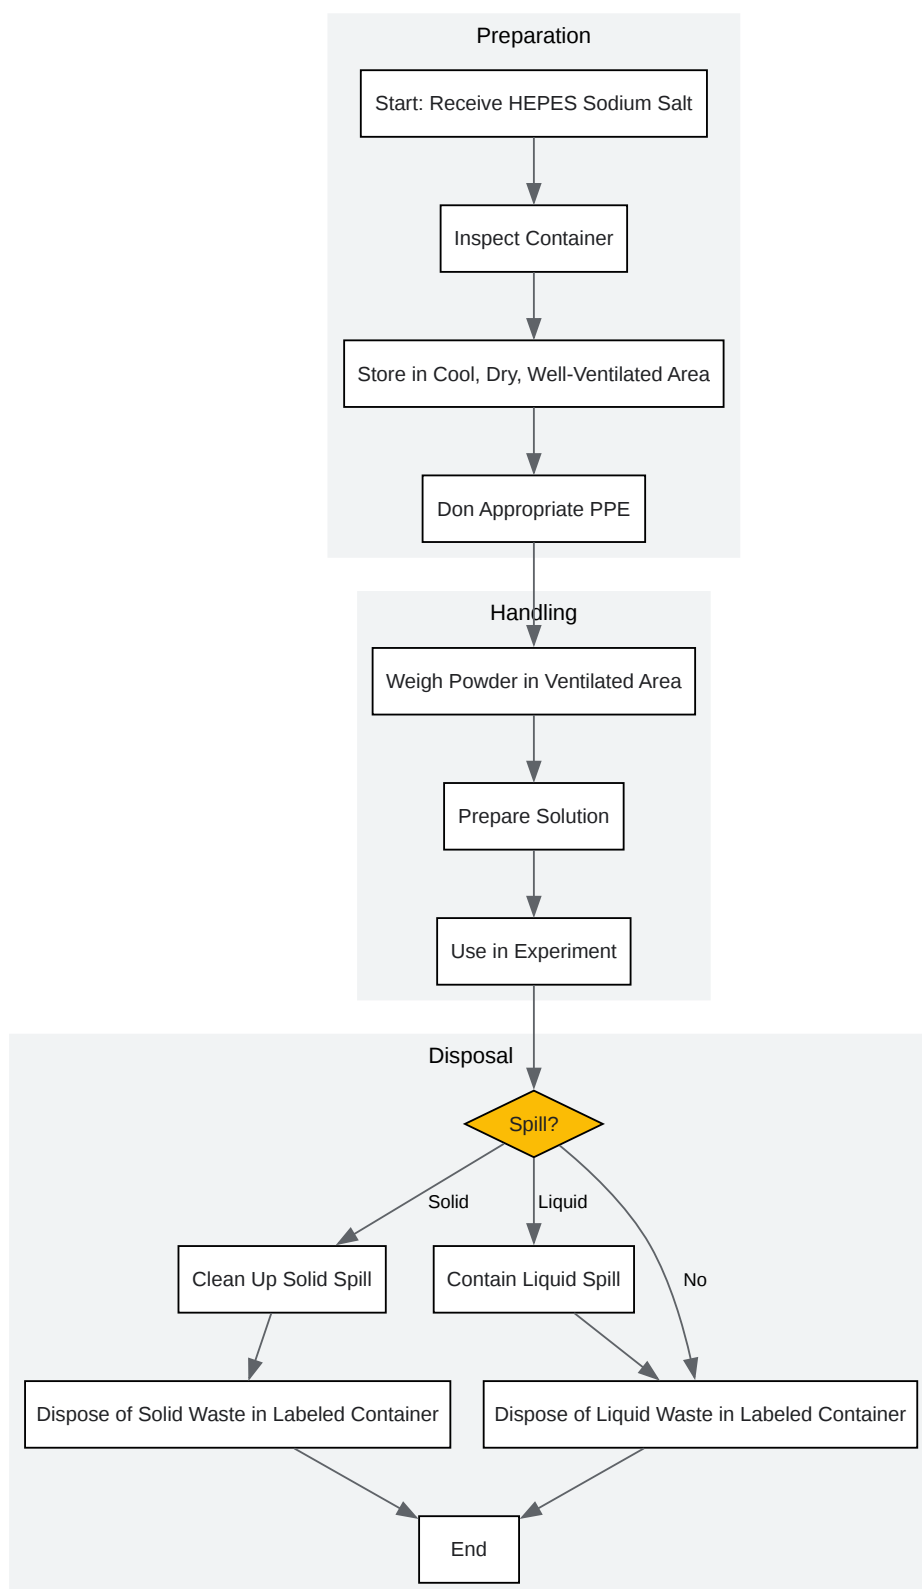 Preparation
Start: Receive HEPES Sodium Salt
Inspect Container
Store in Cool, Dry, Well-Ventilated Area
Don Appropriate PPE
Handling
Weigh Powder in Ventilated Area
Prepare Solution
Use in Experiment
Disposal
Spill?
Solid
Liquid
No
Clean Up Solid Spill
Contain Liquid Spill
Dispose of Solid Waste in Labeled Container
Dispose of Liquid Waste in Labeled Container
End